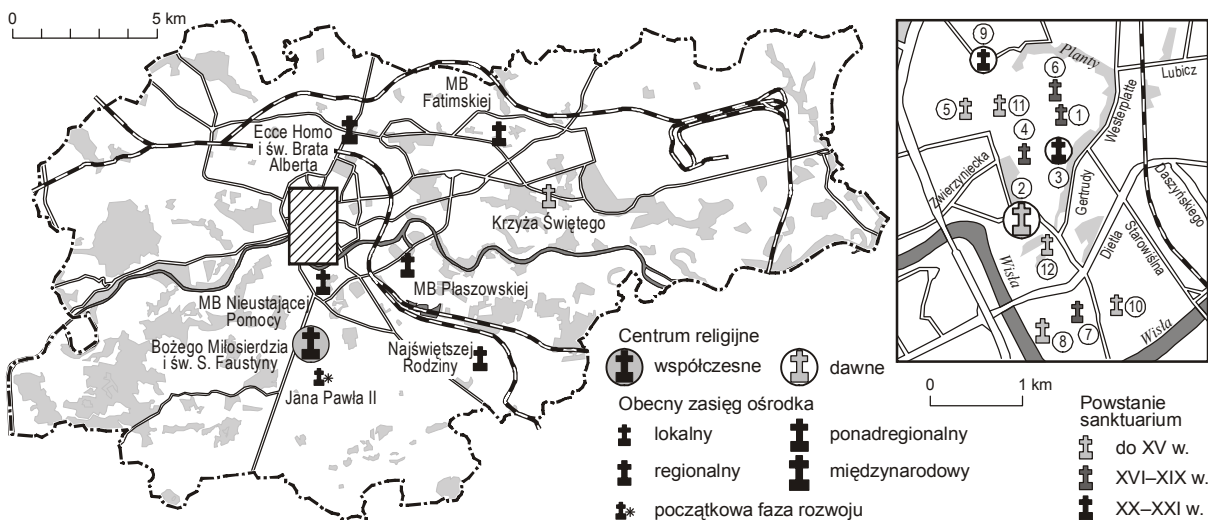 0 5 km
MB
Fatimskiej
Ecce Homo
i św. Brata
Alberta
Krzyża Świętego
MB Płaszowskiej
MB Nieustającej
Pomocy
Bożego Miłosierdzia
i św. S. Faustyny
Najświętszej
Rodziny
Jana Pawła II
9
Planty
6
Lubicz
5
11
1
4
Westerplatte
3
Zwierzyniecka
2
Gertrudy
Daszyńskiego
12
Wisła
Dietla
Starowiślna
10
7
8
Wisła
0 1 km
Centrum religijne
współczesne
dawne
Obecny zasięg ośrodka
lokalny
ponadregionalny
regionalny
międzynarodowy
początkowa faza rozwoju
Powstanie
sanktuarium
do XV w.
XVI–XIX w.
XX–XXI w.